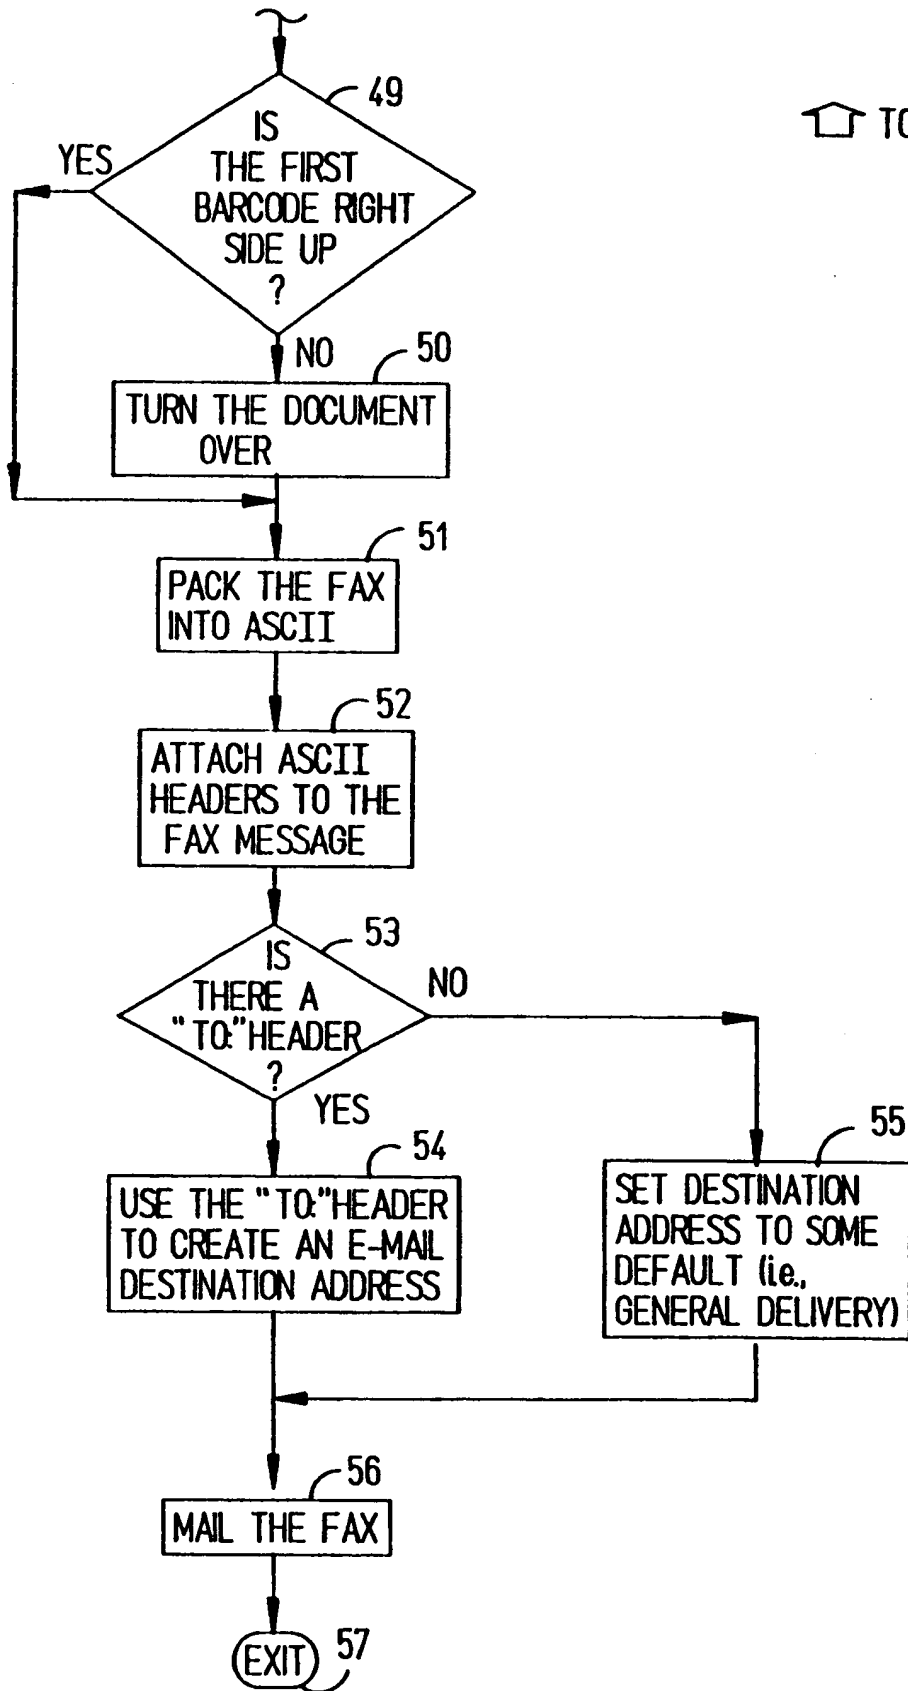 49
IS
THE FIRST
BARCODE RIGHT
SIDE UP
?
YES
TO
NO
50
TURN THE DOCUMENT
OVER
51
PACK THE FAX
INTO ASCII
52
ATTACH ASCII
HEADERS TO THE
FAX MESSAGE
53
IS
THERE A
"TO:" HEADER
?
NO
YES
54
USE THE "TO:" HEADER
TO CREATE AN E-MAIL
DESTINATION ADDRESS
55
SET DESTINATION
ADDRESS TO SOME
DEFAULT (i.e.,
GENERAL DELIVERY)
56
MAIL THE FAX
EXIT
57